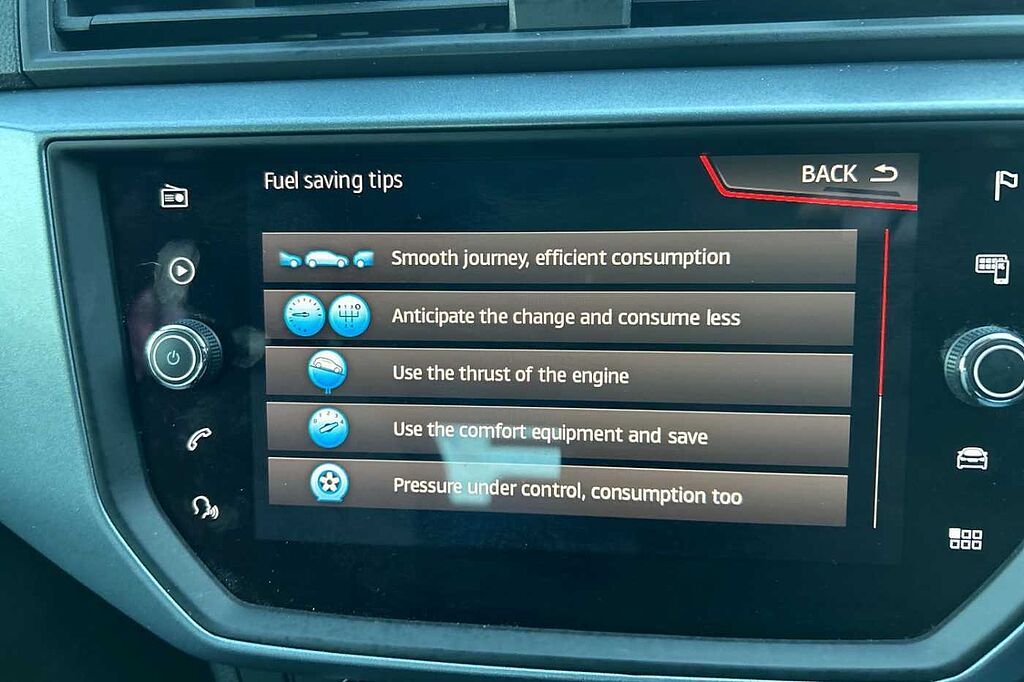 Fuel saving tips
BACK
Smooth journey, efficient consumption
Anticipate the change and consume less
Use the thrust of the engine
Use the comfort equipment and save
Pressure under control, consumption too